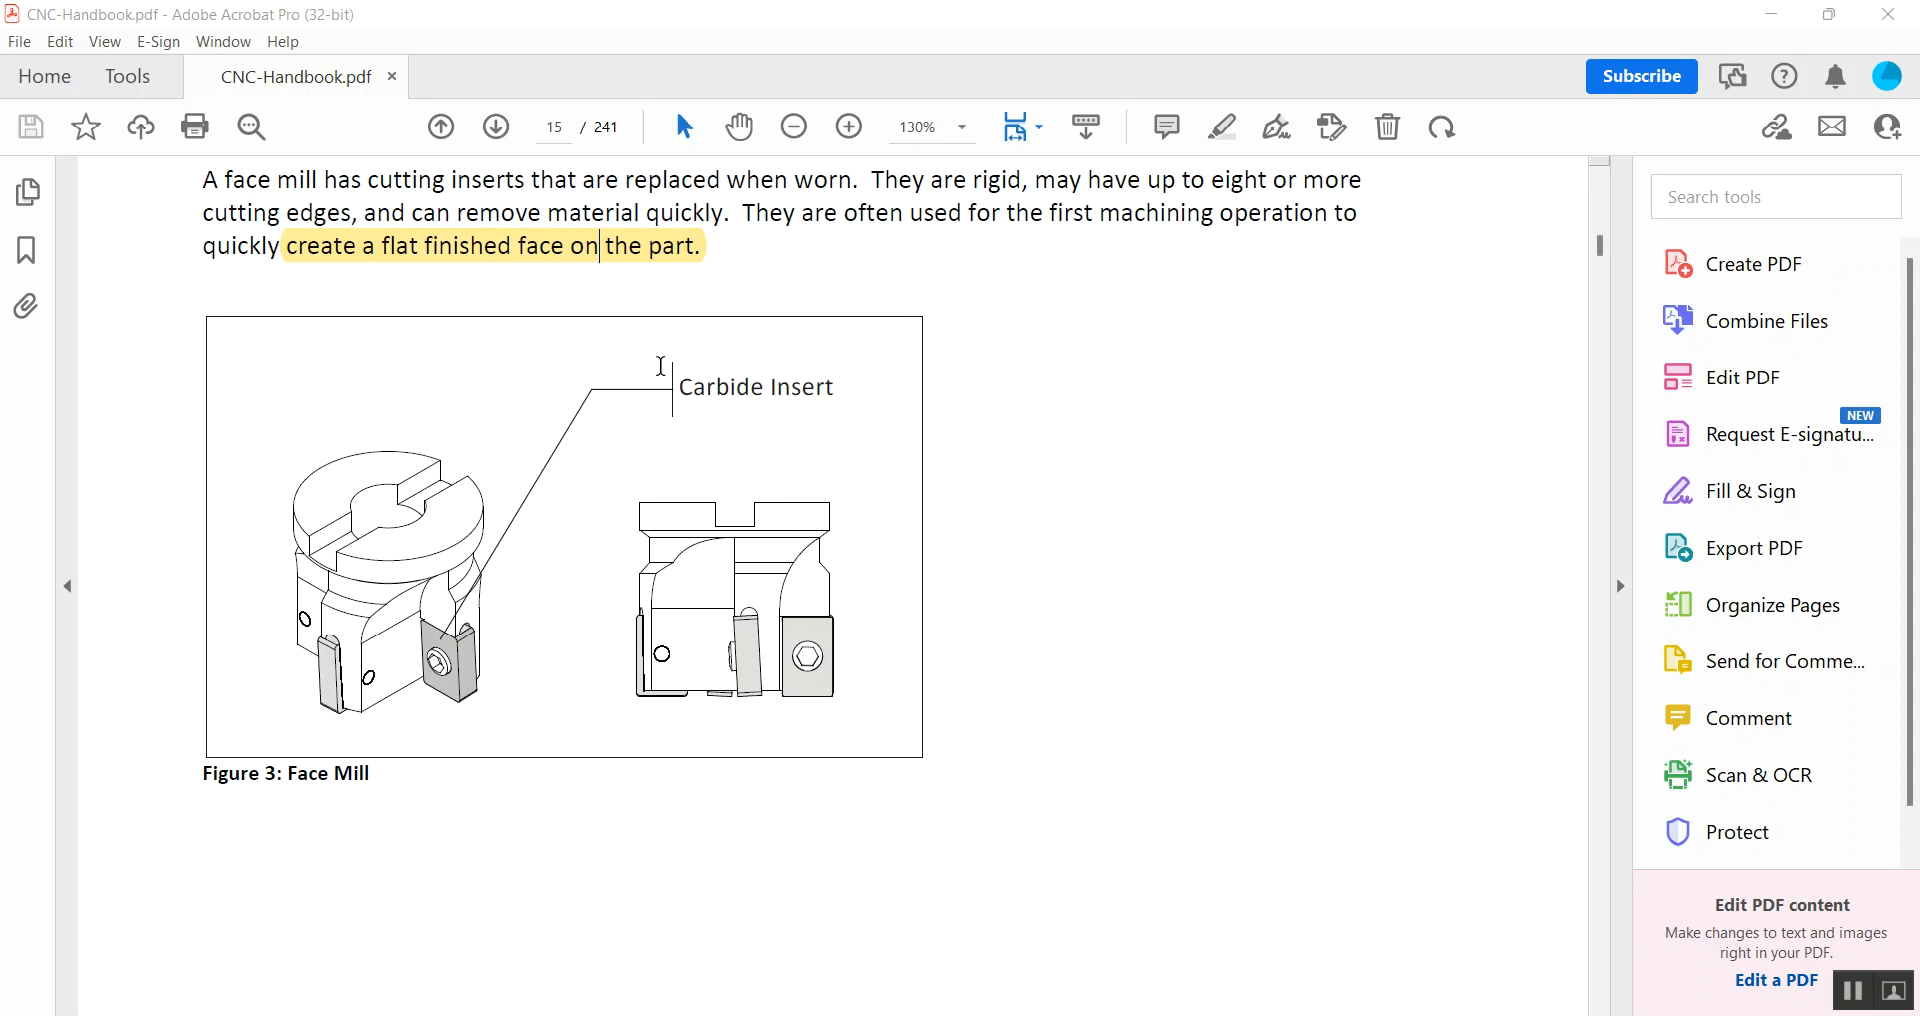 CNC-Handbook.pdf - Adobe Acrobat Pro (32-bit)
File Edit View E-Sign Window Help
Home Tools CNC-Handbook.pdf × Subscribe
15 / 241 130%
A face mill has cutting inserts that are replaced when worn. They are rigid, may have up to eight or more
cutting edges, and can remove material quickly. They are often used for the first machining operation to
quickly create a flat finished face on the part.
Carbide Insert
Figure 3: Face Mill
Search tools
Create PDF
Combine Files
Edit PDF
NEW
Request E-signatu...
Fill & Sign
Export PDF
Organize Pages
Send for Comme...
Comment
Scan & OCR
Protect
Edit PDF content
Make changes to text and images
right in your PDF.
Edit a PDF